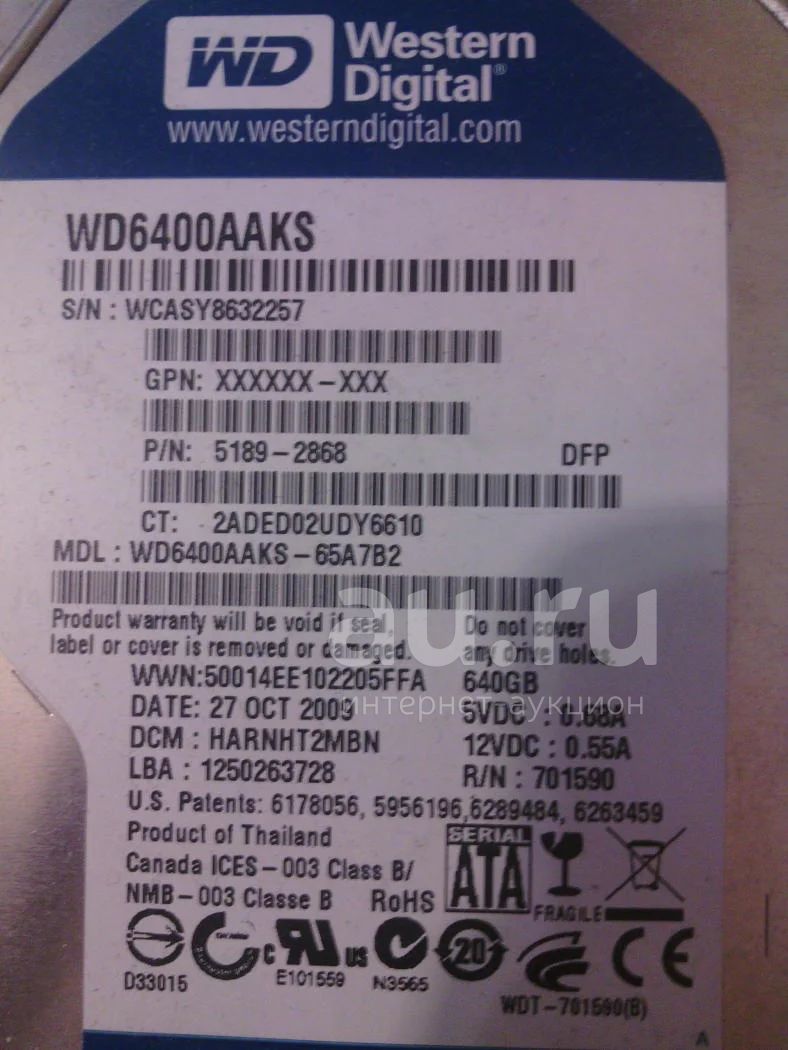 WD Western
Digital®
www.westerndigital.com
WD6400AAKS
S/N : WCASY8632257
GPN: XXXXXX-XXX
P/N: 5189-2868 DFP
CT: 2ADED02UDY6610
MDL : WD6400AAKS-65A7B2
Product warranty will be void if seal, Do not cover
label or cover is removed or damaged. any drive holes.
au.ru
интернет-аукцион
WWN:50014EE102205FFA 640GB
DATE: 27 OCT 2009 5VDC : 0.68A
DCM : HARNHT2MBN 12VDC : 0.55A
LBA : 1250263728 R/N : 701590
U.S. Patents: 6178056, 5956196,6289484, 6263459
Product of Thailand SERIAL
Canada ICES-003 Class B/ ATA
NMB-003 Classe B RoHS FRAGILE
D33015 c RU us E101559 N3565 20 CE
WDT-701590(B)
A